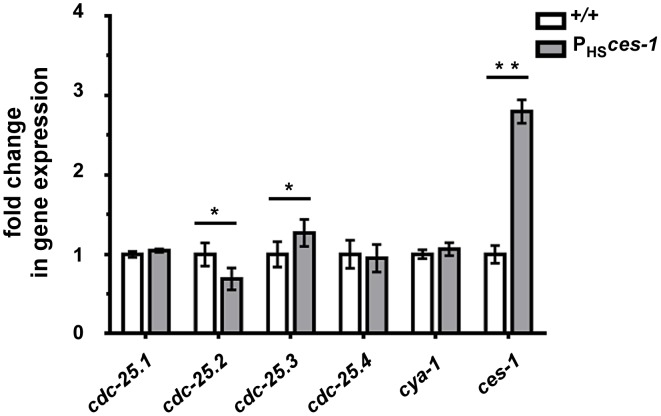 +/+
PHSces-1
fold change
in gene expression
4
3
2
1
0
*
*
**
cdc-25.1
cdc-25.2
cdc-25.3
cdc-25.4
cya-1
ces-1